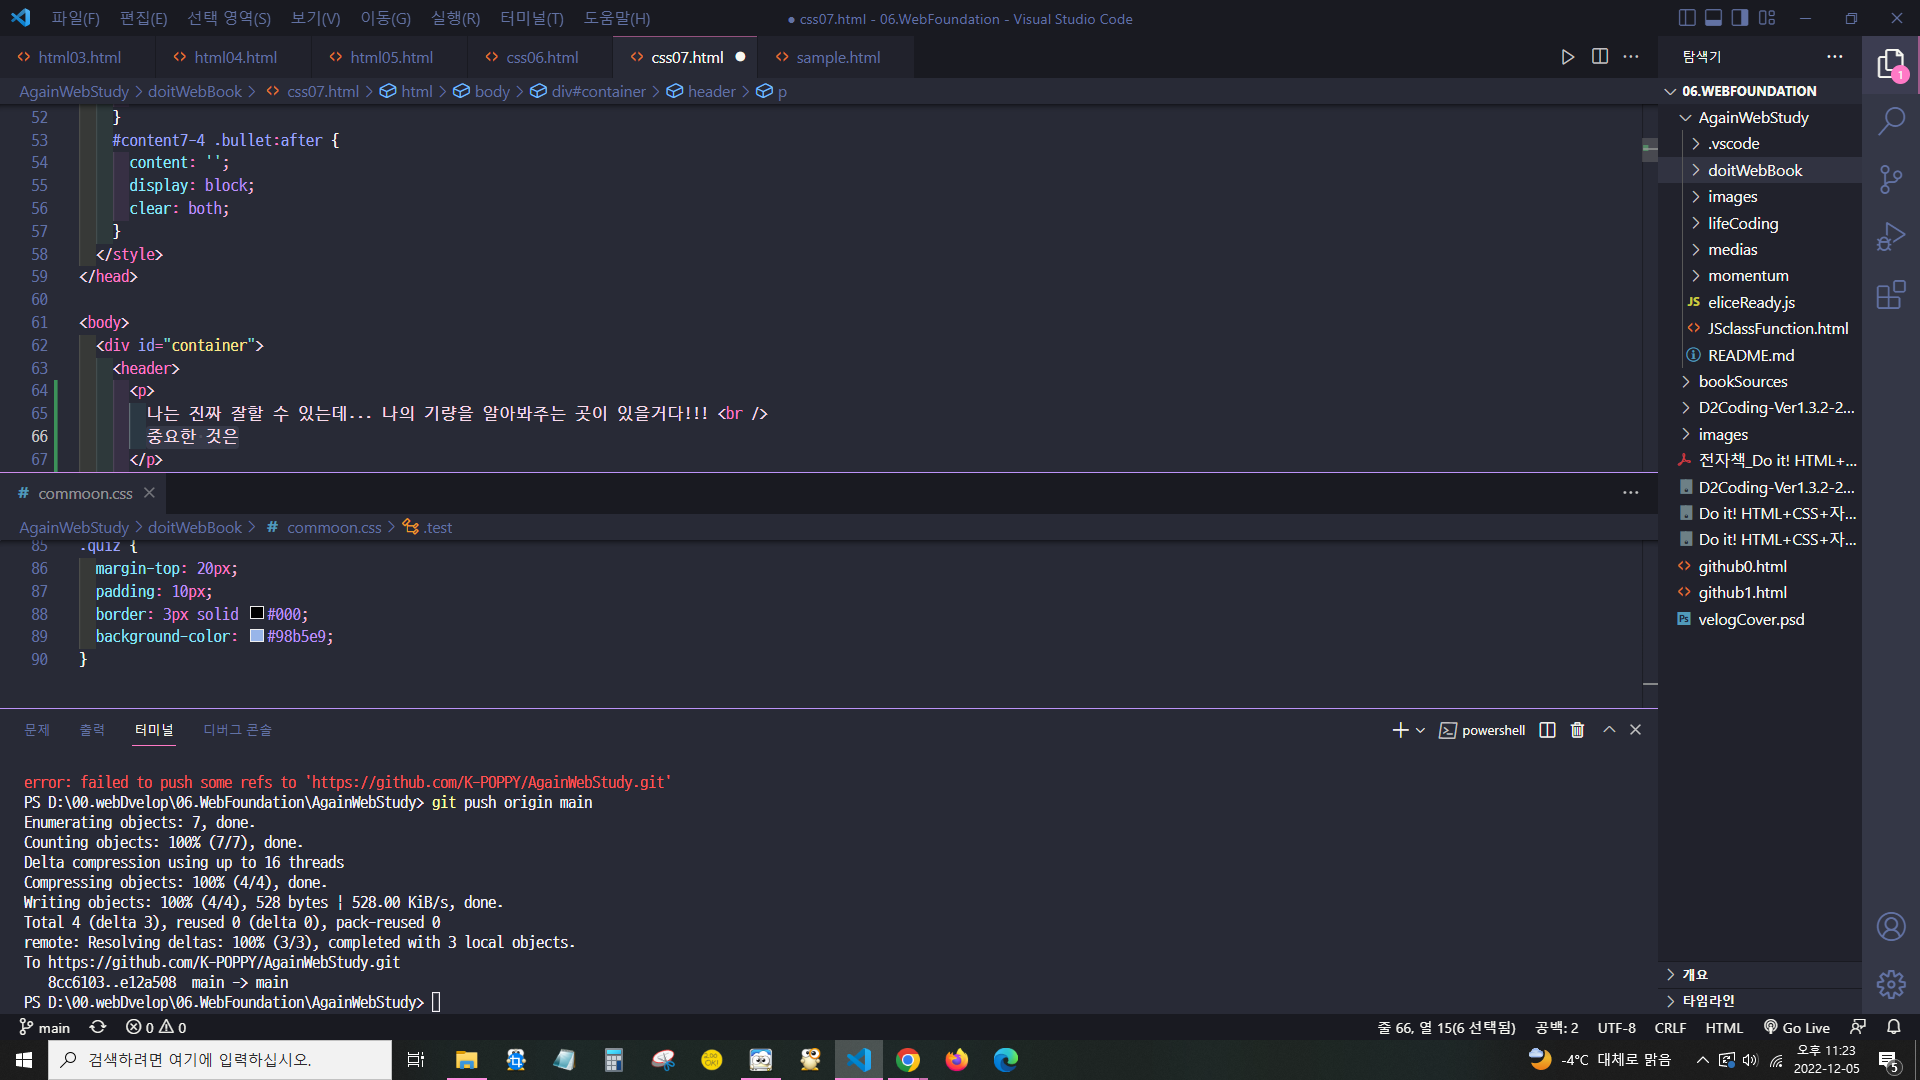 파일(F) 편집(E) 선택 영역(S) 보기(V) 이동(G) 실행(R) 터미널(T) 도움말(H)
● css07.html - 06.WebFoundation - Visual Studio Code
html03.html html04.html html05.html css06.html css07.html sample.html
AgainWebStudy > doitWebBook > css07.html > html > body > div#container > header > p
52 }
53 #content7-4 .bullet:after {
54 content: '';
55 display: block;
56 clear: both;
57 }
58 </style>
59 </head>
60
61 <body>
62 <div id="container">
63 <header>
64 <p>
65 나는 진짜 잘할 수 있는데... 나의 기량을 알아봐주는 곳이 있을거다!!! <br />
66 중요한 것은
67 </p>
commoon.css
AgainWebStudy > doitWebBook > commoon.css > .test
85 .quiz {
86 margin-top: 20px;
87 padding: 10px;
88 border: 3px solid #000;
89 background-color: #98b5e9;
90 }
문제 출력 터미널 디버그 콘솔
powershell
error: failed to push some refs to 'https://github.com/K-POPPY/AgainWebStudy.git'
PS D:\00.webDvelop\06.WebFoundation\AgainWebStudy> git push origin main
Enumerating objects: 7, done.
Counting objects: 100% (7/7), done.
Delta compression using up to 16 threads
Compressing objects: 100% (4/4), done.
Writing objects: 100% (4/4), 528 bytes | 528.00 KiB/s, done.
Total 4 (delta 3), reused 0 (delta 0), pack-reused 0
remote: Resolving deltas: 100% (3/3), completed with 3 local objects.
To https://github.com/K-POPPY/AgainWebStudy.git
8cc6103..e12a508 main -> main
PS D:\00.webDvelop\06.WebFoundation\AgainWebStudy>
탐색기
1
06.WEBFOUNDATION
AgainWebStudy
.vscode
doitWebBook
images
lifeCoding
medias
momentum
JS eliceReady.js
JSclassFunction.html
README.md
bookSources
D2Coding-Ver1.3.2-2...
images
전자책_Do it! HTML+...
D2Coding-Ver1.3.2-2...
Do it! HTML+CSS+자...
Do it! HTML+CSS+자...
github0.html
github1.html
Ps velogCover.psd
개요
타임라인
main 0 0
줄 66, 열 15(6 선택됨) 공백: 2 UTF-8 CRLF HTML Go Live
검색하려면 여기에 입력하십시오.
-4°C 대체로 맑음
오후 11:23
2022-12-05
5